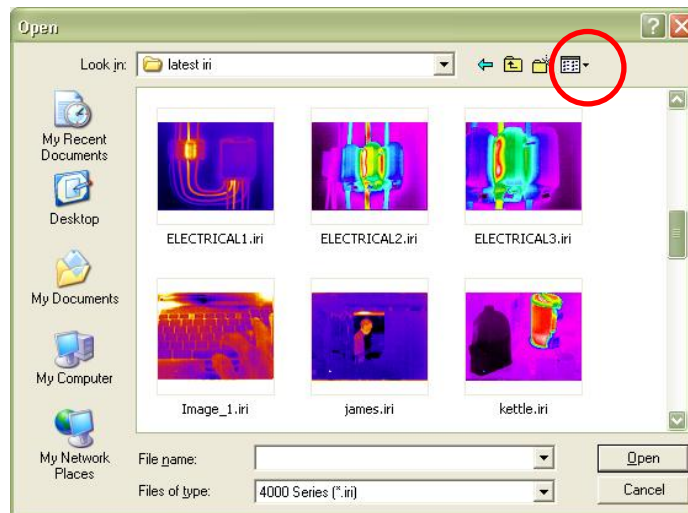 Open
Look in: latest iri
My Recent
Documents
Desktop
My Documents
My Computer
My Network
Places
ELECTRICAL1.iri ELECTRICAL2.iri ELECTRICAL3.iri
Image_1.iri james.iri kettle.iri
File name: Open
Files of type: 4000 Series (*.iri) Cancel